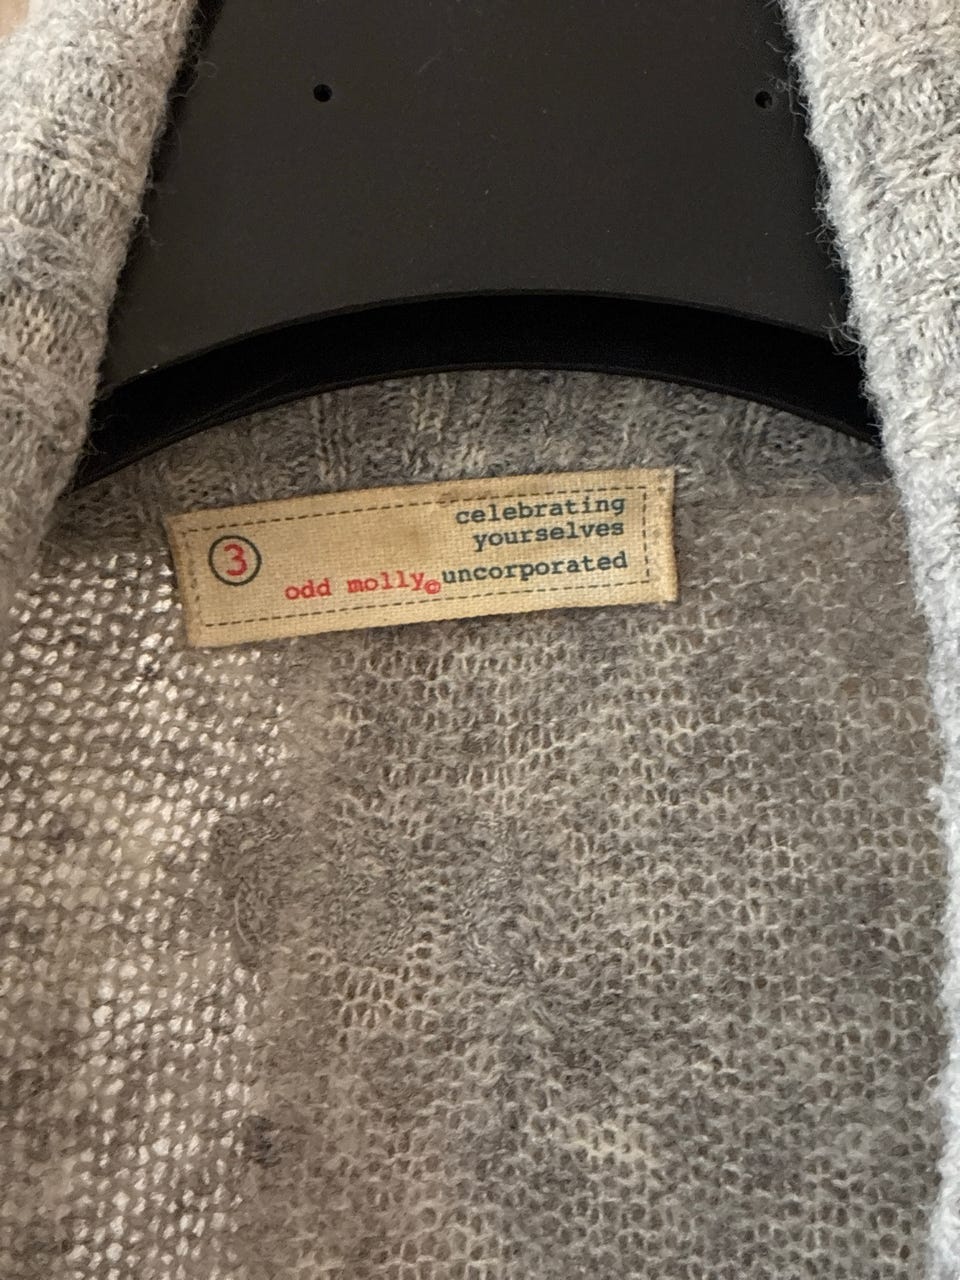 celebrating
yourselves
3
odd molly© uncorporated